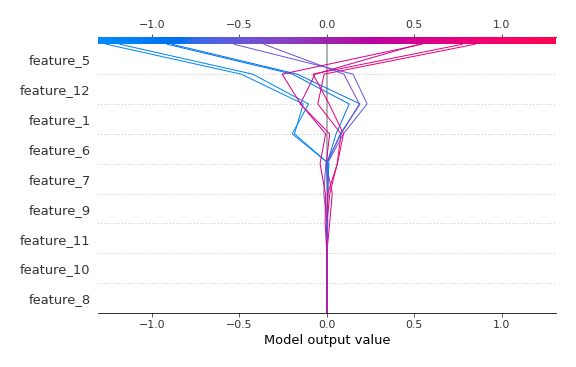 −1.0 −0.5 0.0 0.5 1.0
feature_5
feature_12
feature_1
feature_6
feature_7
feature_9
feature_11
feature_10
feature_8
−1.0 −0.5 0.0 0.5 1.0
Model output value